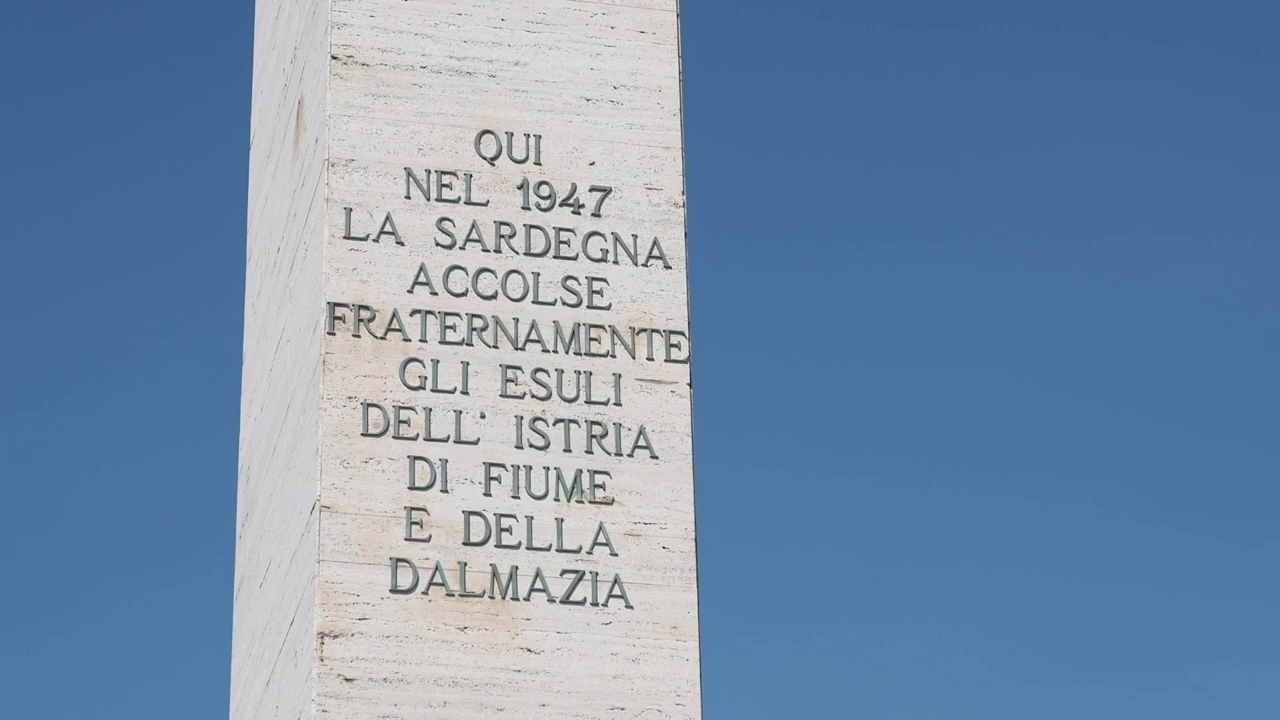 QUI
NEL 1947
LA SARDEGNA
ACCOLSE
FRATERNAMENTE
GLI ESULI
DELL' ISTRIA
DI FIUME
E DELLA
DALMAZIA